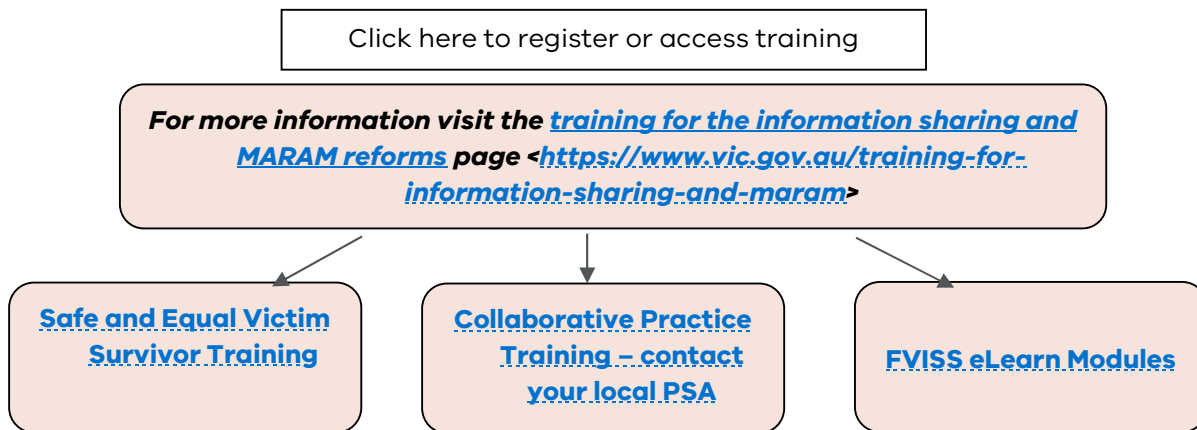 Click here to register or access training
For more information visit the training for the information sharing and
MARAM reforms page <https://www.vic.gov.au/training-for-
information-sharing-and-maram>
Safe and Equal Victim
Survivor Training
Collaborative Practice
Training – contact
your local PSA
FVISS eLearn Modules